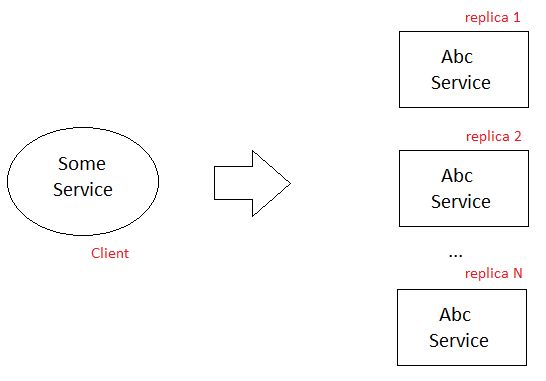 replica 1
Abc
Service
replica 2
Some
Service
Client
Abc
Service
...
replica N
Abc
Service